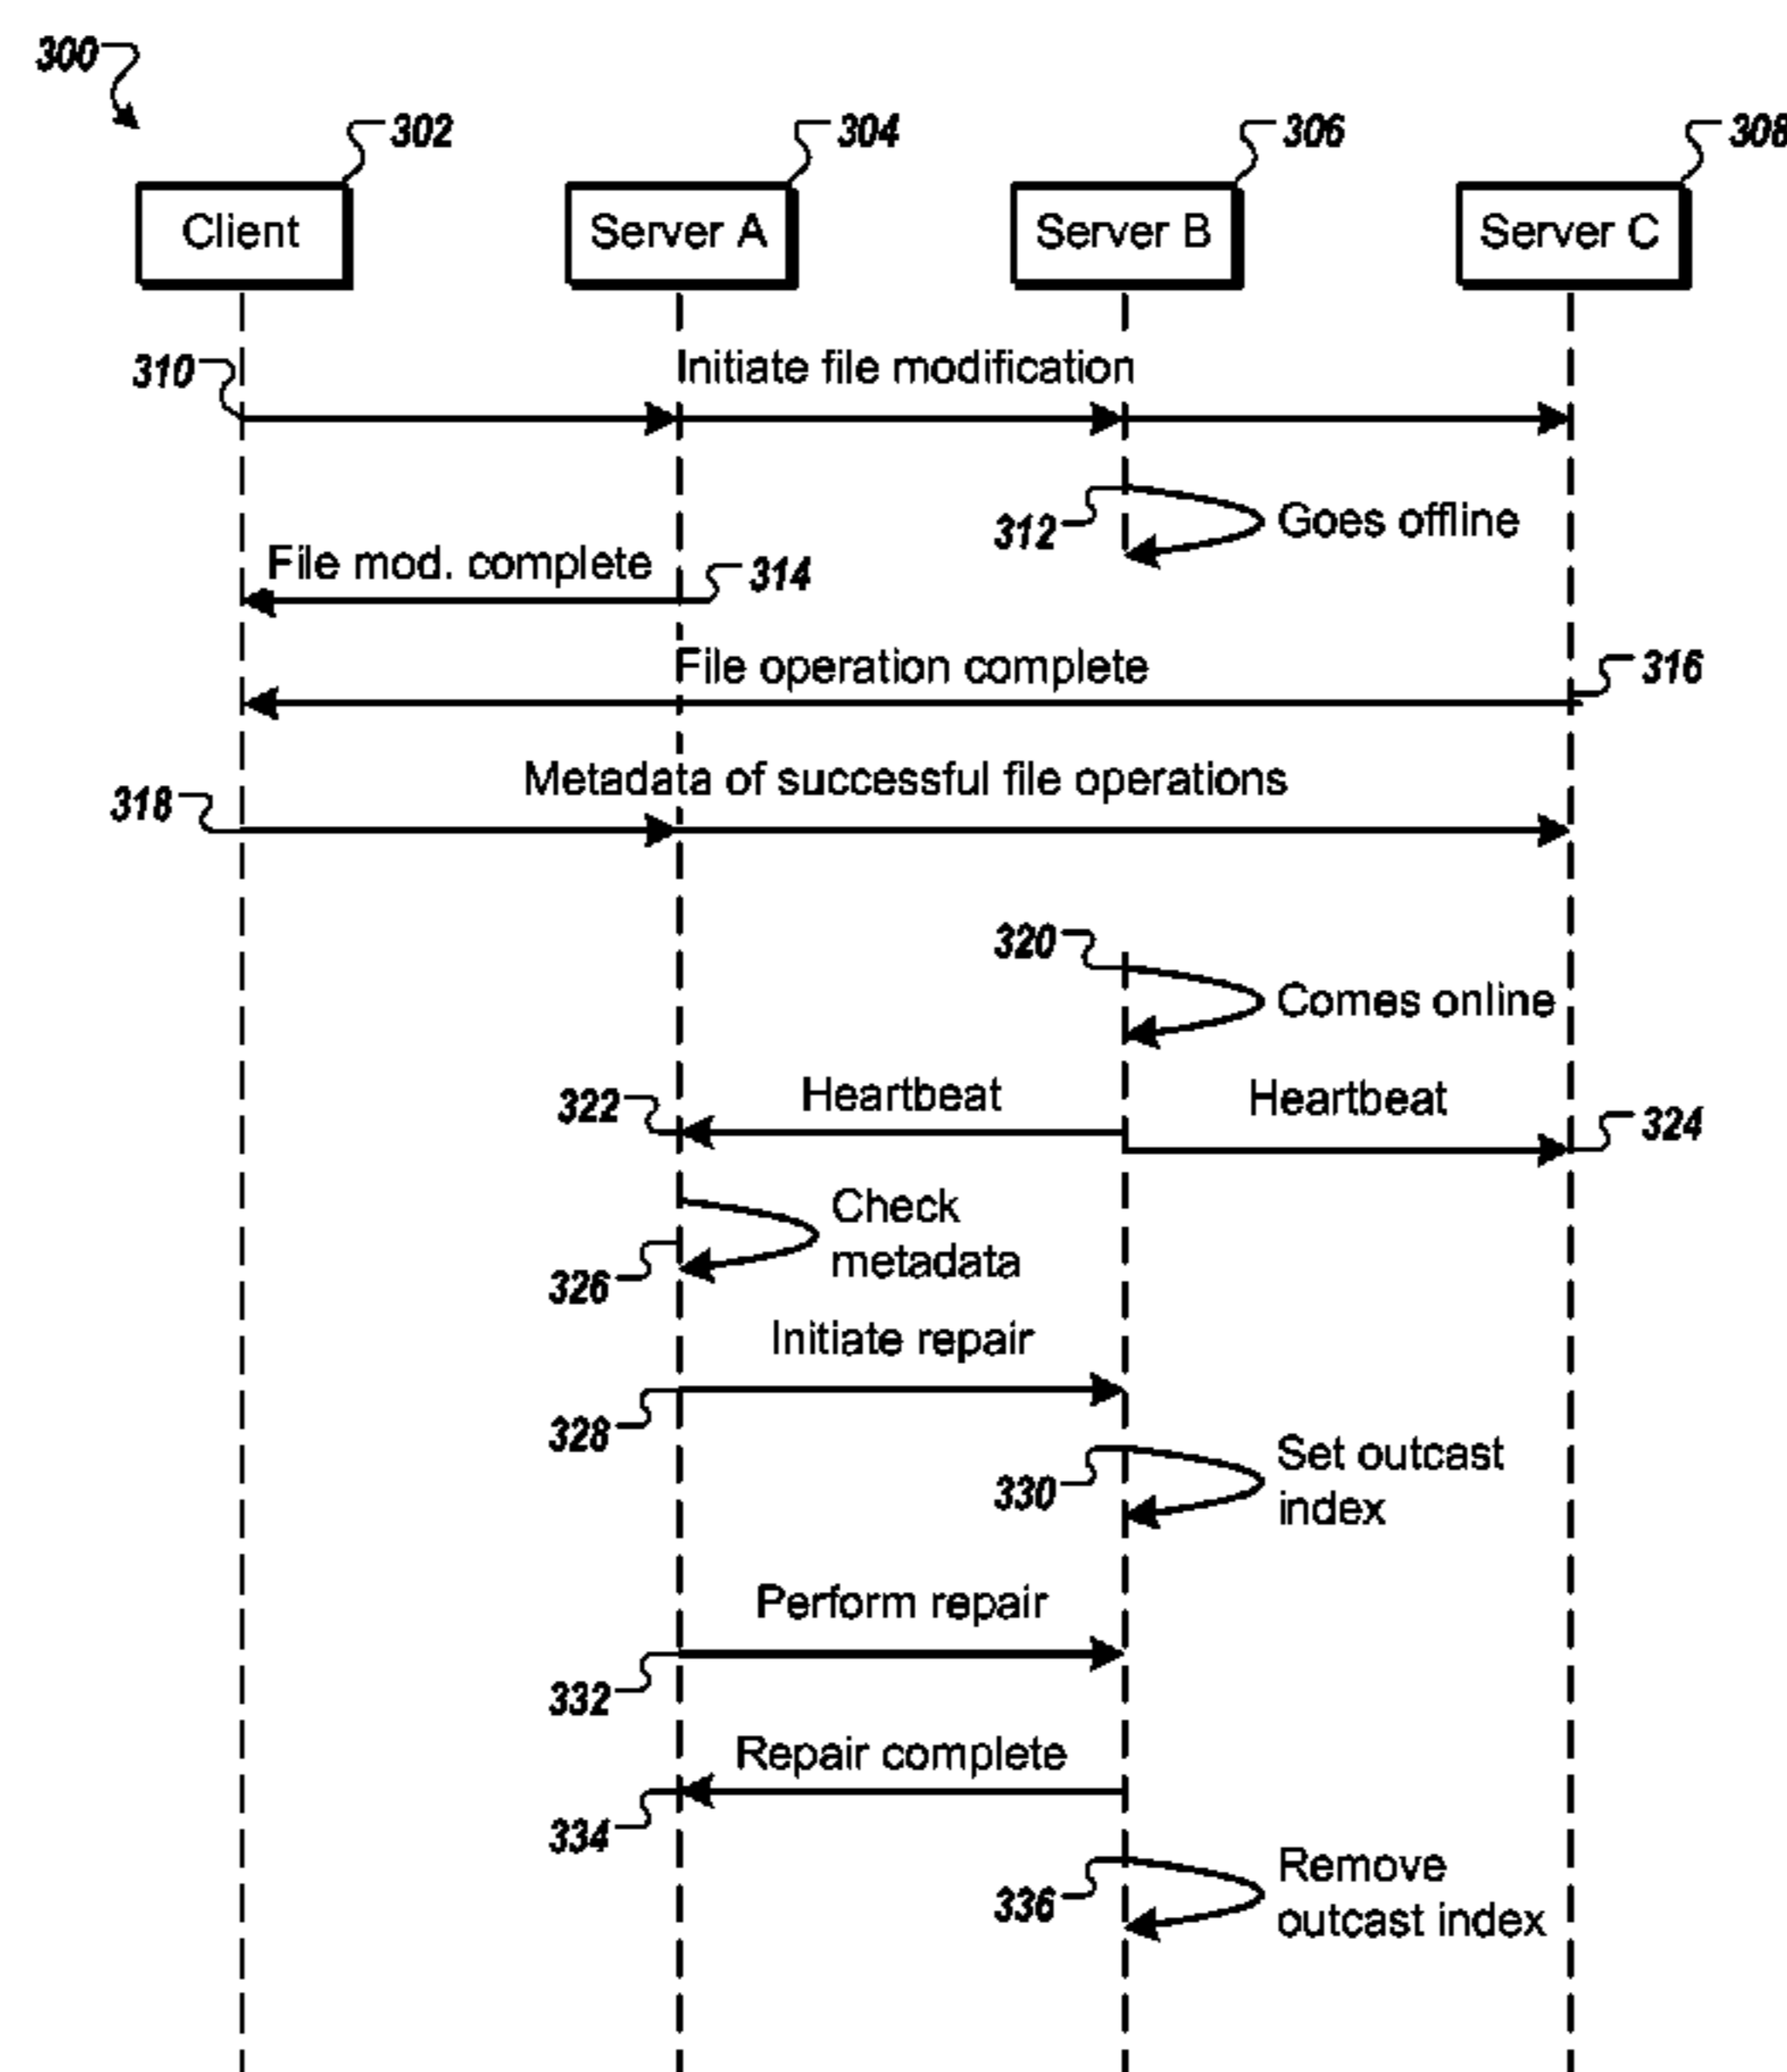 300
302
304
306
308
Client
Server A
Server B
Server C
310
Initiate file modification
312
Goes offline
File mod. complete
314
File operation complete
316
Metadata of successful file operations
318
320
Comes online
322
Heartbeat
Heartbeat
324
Check
metadata
326
Initiate repair
328
330
Set outcast
index
Perform repair
332
Repair complete
334
336
Remove
outcast index